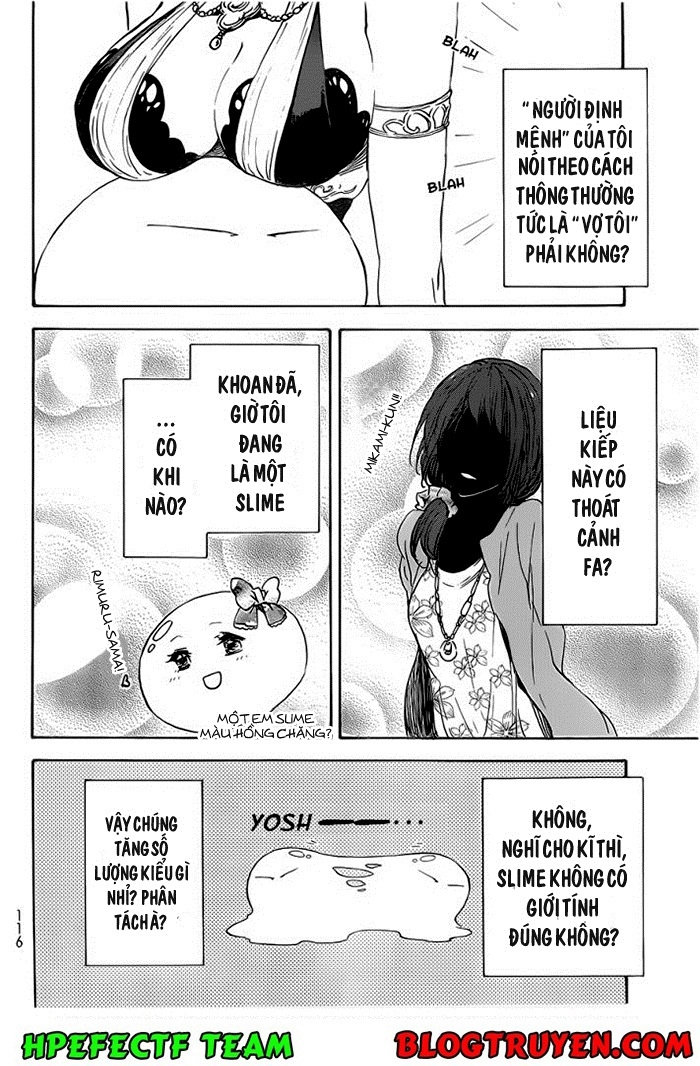 BLAH
BLAH
“NGƯỜI ĐỊNH
MỆNH” CỦA TÔI
NÓI THEO CÁCH
THÔNG THƯỜNG
TỨC LÀ “VỢ TÔI”
PHẢI KHÔNG?
LIỆU
KIẾP
NÀY CÓ
THOÁT
CẢNH
FA?
MIKAMI-KUN!!
KHOAN ĐÃ,
GIỜ TÔI
ĐANG
LÀ MỘT
SLIME
...
CÓ
KHI
NÀO?
RIMURU-SAMA!
MỘT EM SLIME
MÀU HỒNG CHĂNG?
KHÔNG,
NGHĨ CHO KĨ THÌ,
SLIME KHÔNG CÓ
GIỚI TÍNH
ĐÚNG KHÔNG?
YOSH ——...
VẬY CHÚNG
TĂNG SỐ
LƯỢNG KIỂU GÌ
NHỈ? PHÂN
TÁCH À?
116
HPEFECTF TEAM
BLOGTRUYEN.COM